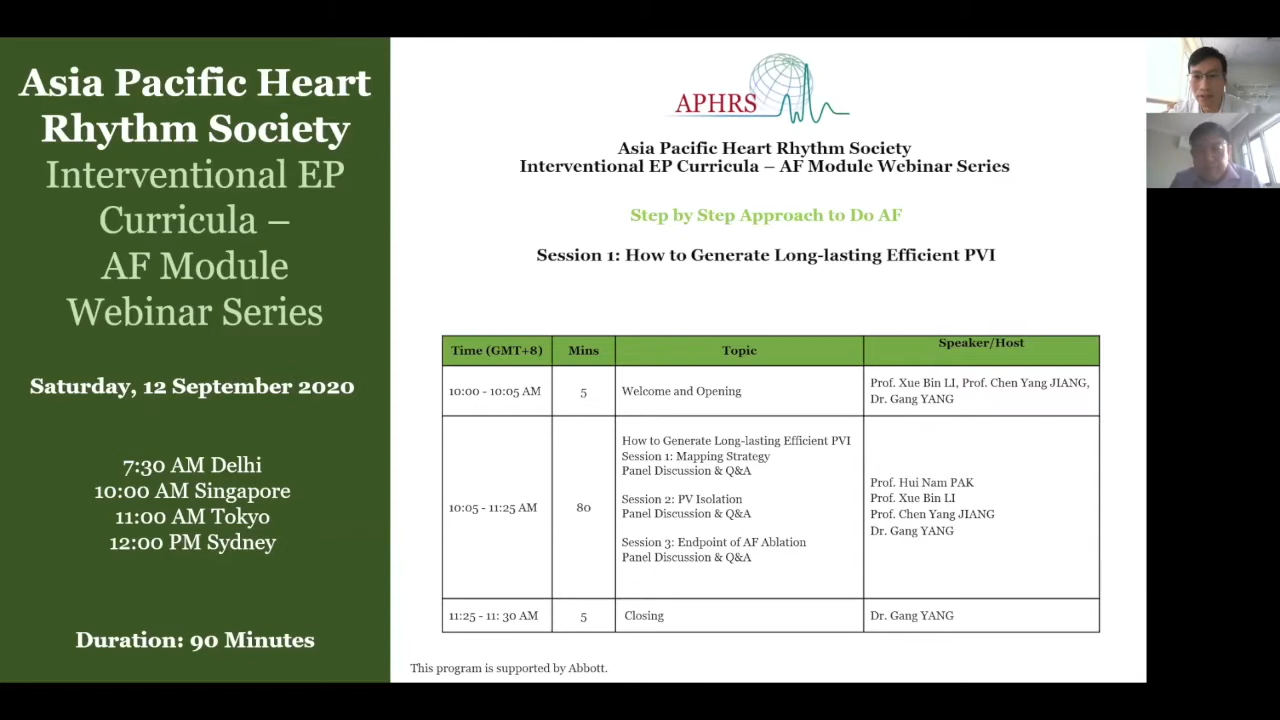 Asia Pacific Heart
Rhythm Society
Interventional EP
Curricula –
AF Module
Webinar Series
Saturday, 12 September 2020
7:30 AM Delhi
10:00 AM Singapore
11:00 AM Tokyo
12:00 PM Sydney
Duration: 90 Minutes
APHRS
Asia Pacific Heart Rhythm Society
Interventional EP Curricula – AF Module Webinar Series
Step by Step Approach to Do AF
Session 1: How to Generate Long-lasting Efficient PVI
Time (GMT+8) Mins Topic Speaker/Host
10:00 - 10:05 AM 5 Welcome and Opening Prof. Xue Bin LI, Prof. Chen Yang JIANG,
Dr. Gang YANG
10:05 - 11:25 AM 80
How to Generate Long-lasting Efficient PVI
Session 1: Mapping Strategy
Panel Discussion & Q&A
Session 2: PV Isolation
Panel Discussion & Q&A
Session 3: Endpoint of AF Ablation
Panel Discussion & Q&A
Prof. Hui Nam PAK
Prof. Xue Bin LI
Prof. Chen Yang JIANG
Dr. Gang YANG
11:25 - 11: 30 AM 5 Closing Dr. Gang YANG
This program is supported by Abbott.